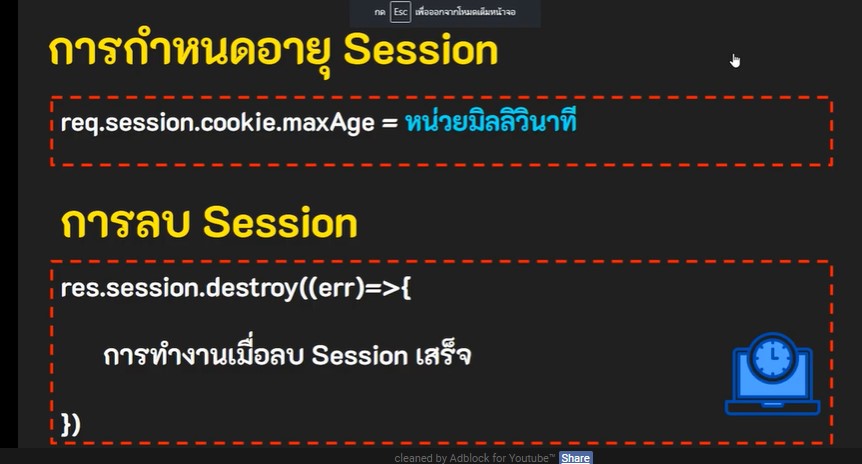 กด Esc เพื่อออกจากโหมดเต็มหน้าจอ
การกำหนดอายุ Session
req.session.cookie.maxAge = หน่วยมิลลิวินาที
การลบ Session
res.session.destroy((err)=>{
การทำงานเมื่อลบ Session เสร็จ
})
cleaned by Adblock for Youtube™ Share